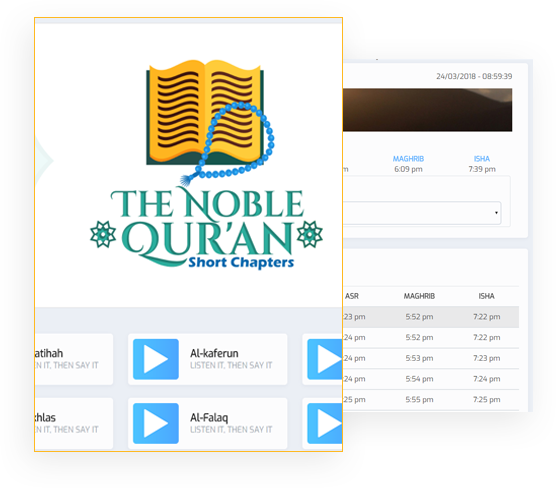 THE NOBLE
QUR'AN
Short Chapters
atihah
EN IT, THEN SAY IT
Al-kaferun
LISTEN IT, THEN SAY IT
khlas
EN IT, THEN SAY IT
Al-Falaq
LISTEN IT, THEN SAY IT
24/03/2018 - 08:59:39
MAGHRIB ISHA
m 6:09 pm 7:39 pm
ASR MAGHRIB ISHA
:23 pm 5:52 pm 7:22 pm
:24 pm 5:52 pm 7:22 pm
:24 pm 5:53 pm 7:23 pm
:24 pm 5:54 pm 7:24 pm
:25 pm 5:55 pm 7:25 pm